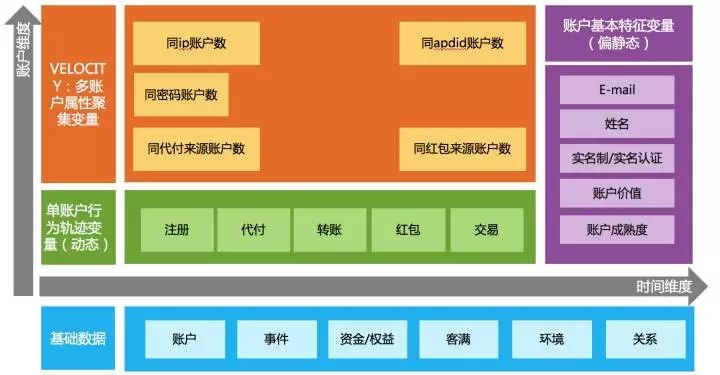 账户维度
VELOCIT
Y：多账
户属性聚
集变量
同ip账户数
同apdid账户数
同密码账户数
同代付来源账户数
同红包来源账户数
账户基本特征变量
（偏静态）
E-mail
姓名
实名制/实名认证
账户价值
账户成熟度
单账户行
为轨迹变
量（动态）
注册
代付
转账
红包
交易
时间维度
基础数据
账户
事件
资金/权益
客满
环境
关系